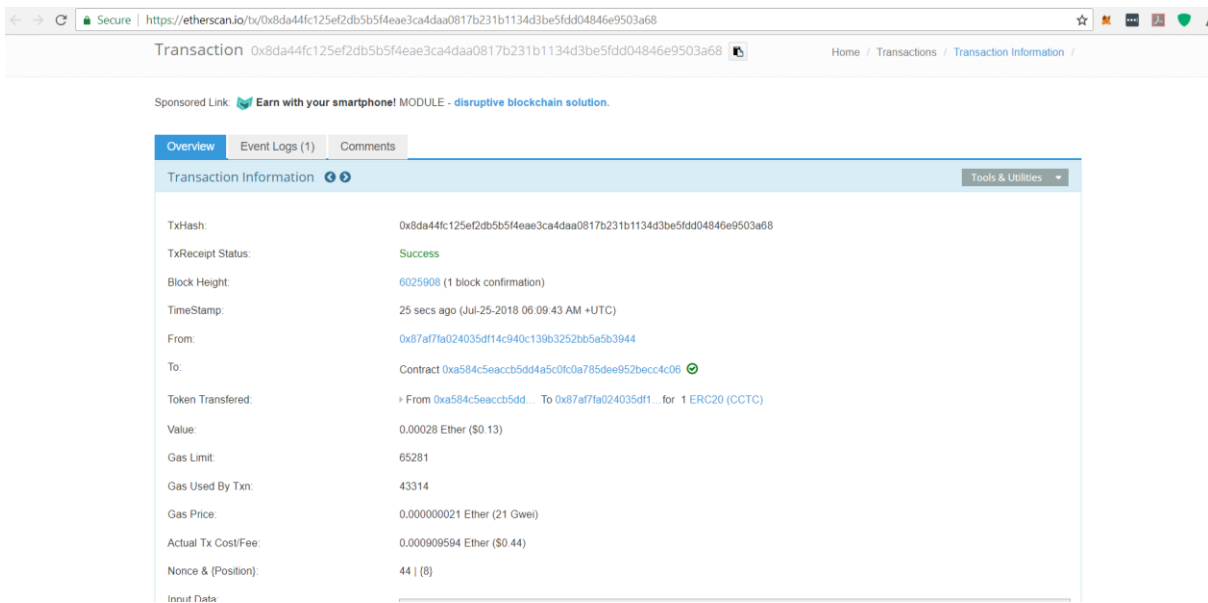 Secure | https://etherscan.io/tx/0x8da44fc125ef2db5b5f4eae3ca4daa0817b231b1134d3be5fdd04846e9503a68
Transaction 0x8da44fc125ef2db5b5f4eae3ca4daa0817b231b1134d3be5fdd04846e9503a68 Home / Transactions / Transaction Information /
Sponsored Link: Earn with your smartphone! MODULE - disruptive blockchain solution.
Overview Event Logs (1) Comments
Transaction Information Tools & Utilities
TxHash: 0x8da44fc125ef2db5b5f4eae3ca4daa0817b231b1134d3be5fdd04846e9503a68
TxReceipt Status: Success
Block Height: 6025908 (1 block confirmation)
TimeStamp: 25 secs ago (Jul-25-2018 06:09:43 AM +UTC)
From: 0x87af7fa024035df14c940c139b3252bb5a5b3944
To: Contract 0xa584c5eaccb5dd4a5c0fc0a785dee952becc4c06
Token Transfered: From 0xa584c5eaccb5dd... To 0x87af7fa024035df1... for 1 ERC20 (CCTC)
Value: 0.00028 Ether ($0.13)
Gas Limit: 65281
Gas Used By Txn: 43314
Gas Price: 0.000000021 Ether (21 Gwei)
Actual Tx Cost/Fee: 0.000909594 Ether ($0.44)
Nonce & {Position}: 44 | {8}
Input Data: